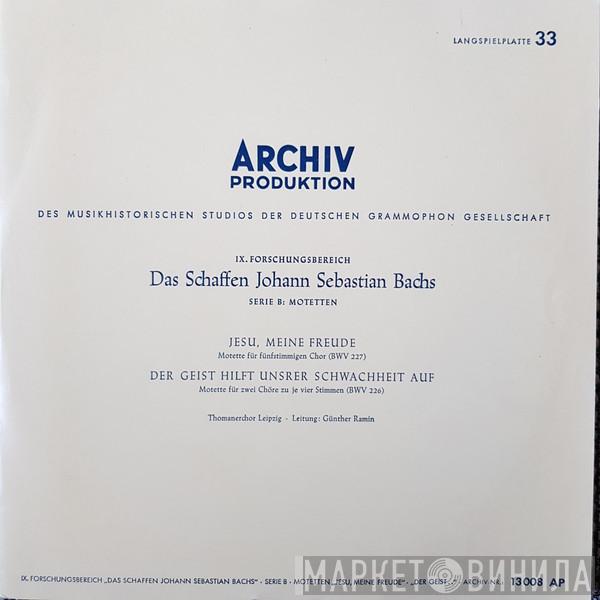 LANGSPIELPLATTE 33
ARCHIV
PRODUKTION
DES MUSIKHISTORISCHEN STUDIOS DER DEUTSCHEN GRAMMOPHON GESELLSCHAFT
IX. FORSCHUNGSBEREICH
Das Schaffen Johann Sebastian Bachs
SERIE B: MOTETTEN
JESU, MEINE FREUDE
Motette für fünfstimmigen Chor (BWV 227)
DER GEIST HILFT UNSRER SCHWACHHEIT AUF
Motette für zwei Chöre zu je vier Stimmen (BWV 226)
Thomanerchor Leipzig - Leitung: Günther Ramin
МАРКЕТ ВИНИЛА
IX. FORSCHUNGSBEREICH „DAS SCHAFFEN JOHANN SEBASTIAN BACHS“ · SERIE B · MOTETTEN „JESU, MEINE FREUDE“ · „DER GEIST · ARCHIV NR. 13008 AP